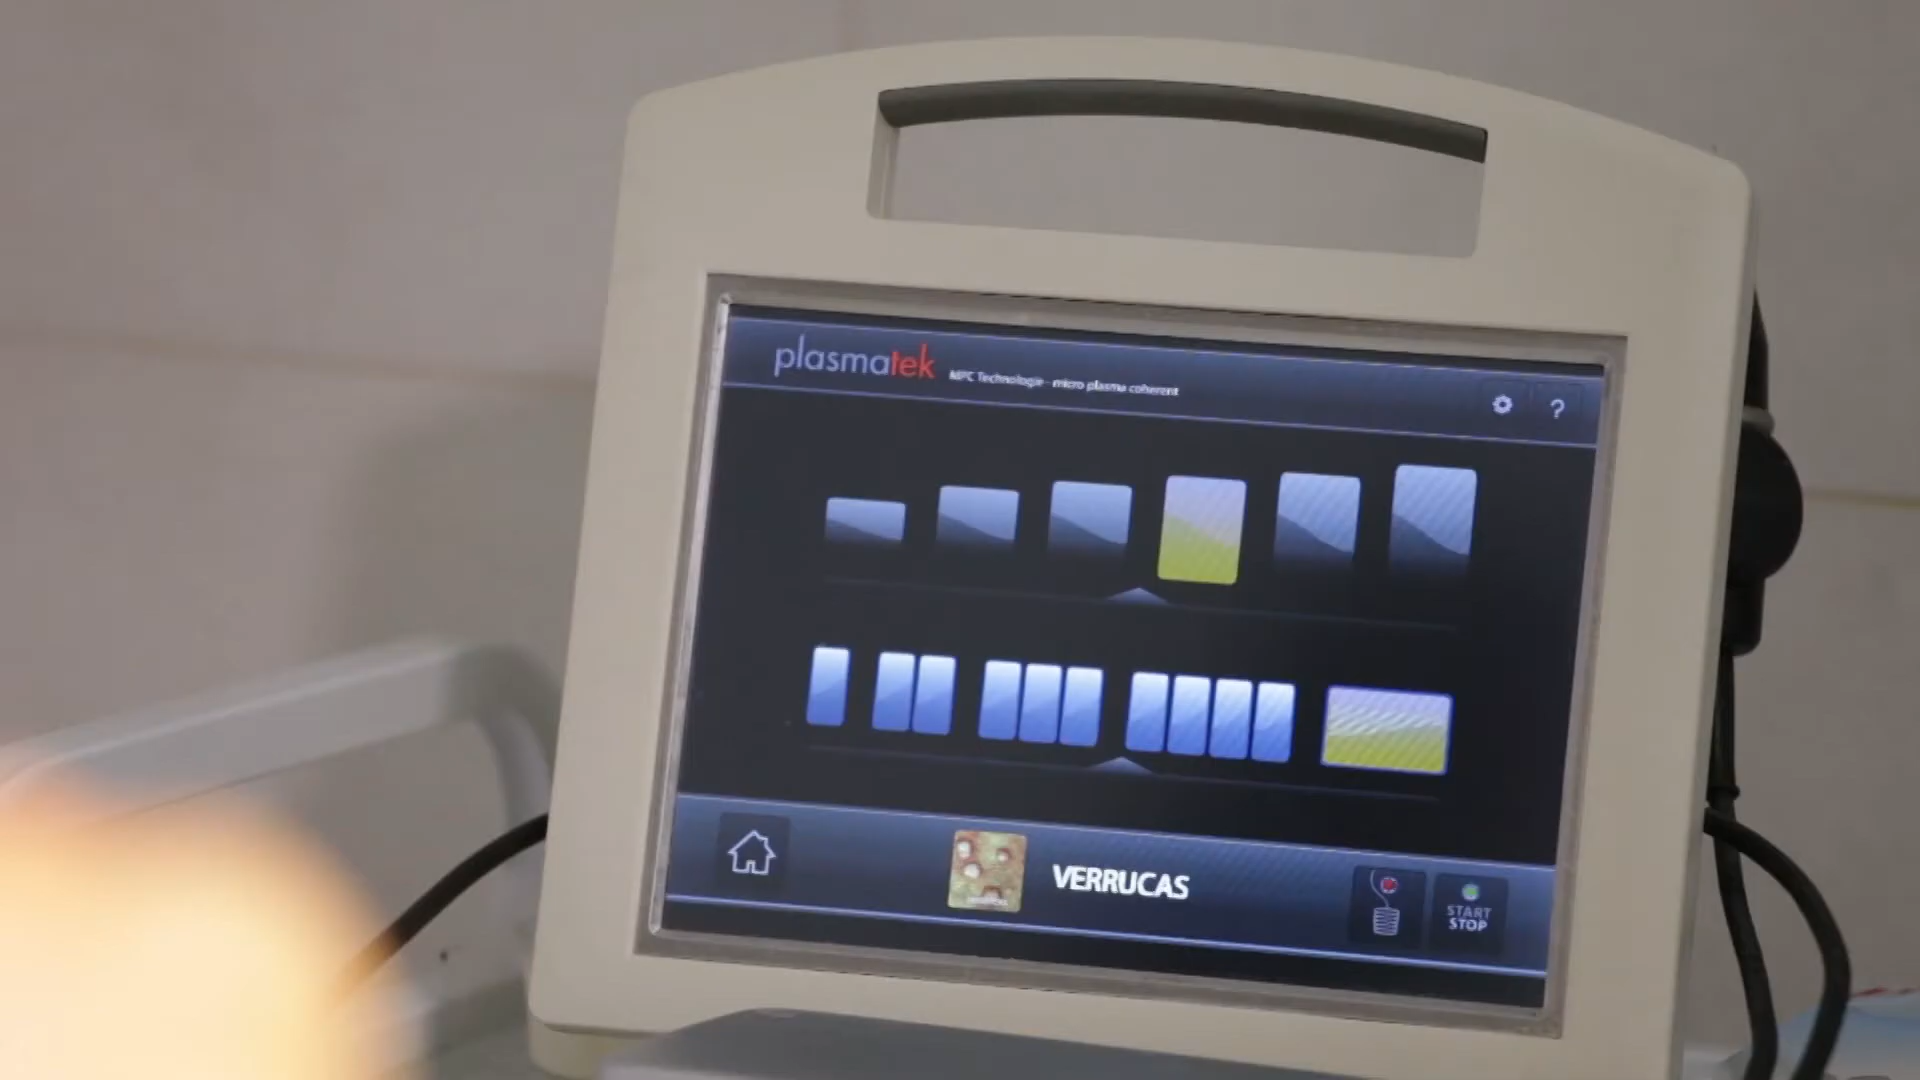 plasmatek
MPC Technologie - micro plasma coherent
?
VERRUCAS
START
STOP